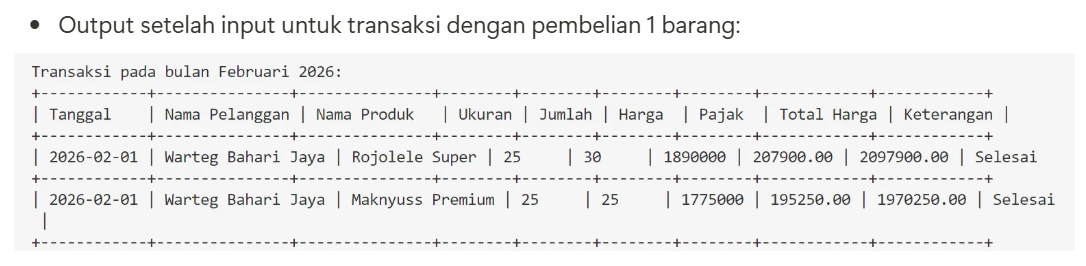 • Output setelah input untuk transaksi dengan pembelian 1 barang:
Transaksi pada bulan Februari 2026:
+------------+---------------+---------------+--------+--------+--------+--------+------------+------------+
| Tanggal    | Nama Pelanggan | Nama Produk   | Ukuran | Jumlah | Harga  | Pajak  | Total Harga | Keterangan |
+------------+---------------+---------------+--------+--------+--------+--------+------------+------------+
| 2026-02-01 | Warteg Bahari Jaya | Rojolele Super | 25     | 30     | 1890000 | 207900.00 | 2097900.00 | Selesai
+------------+---------------+---------------+--------+--------+--------+--------+------------+------------+
| 2026-02-01 | Warteg Bahari Jaya | Maknyuss Premium | 25     | 25     | 1775000 | 195250.00 | 1970250.00 | Selesai
|
+------------+---------------+---------------+--------+--------+--------+--------+------------+------------+